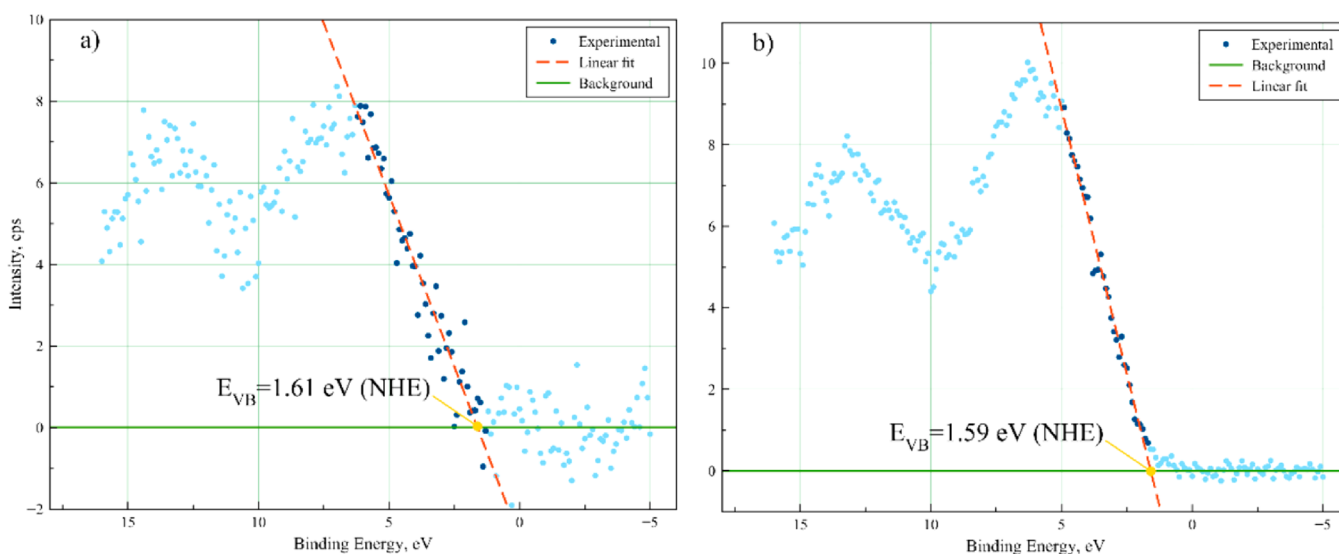 a)
Experimental
Linear fit
Background
10
8
6
4
2
0
−2
Intensity, cps
E_VB=1.61 eV (NHE)
15 10 5 0 −5
Binding Energy, eV
b)
Experimental
Background
Linear fit
10
8
6
4
2
0
E_VB=1.59 eV (NHE)
15 10 5 0 −5
Binding Energy, eV